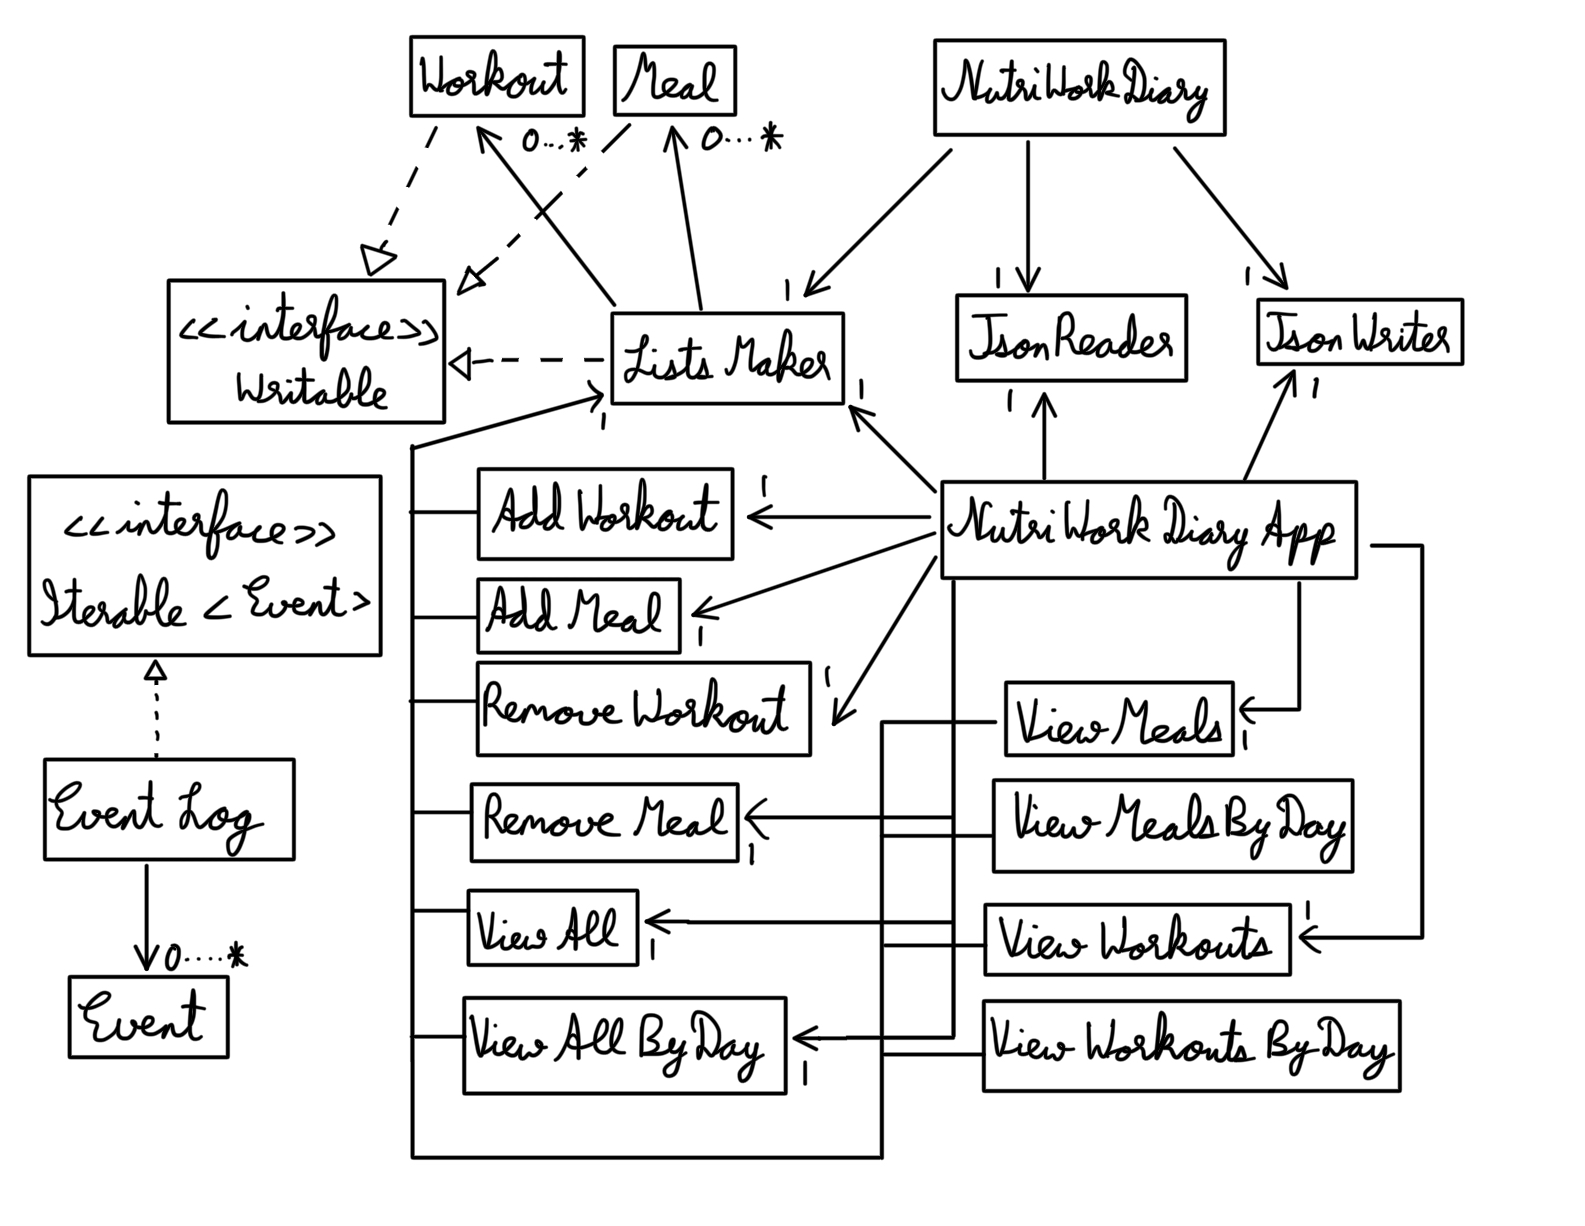 Workout
Meal
NutriWorkDiary
0...*
0...*
1
1
1
<<interface>>
Writable
Lists Maker
JsonReader
JsonWriter
1
1
1
1
<<interface>>
Iterable <Event>
Add Workout
1
NutriWork Diary App
Add Meal
1
Remove Workout
1
View Meals
1
Event Log
Remove Meal
1
View Meals By Day
View All
1
View Workouts
1
0.....*
Event
View All By Day
1
View Workouts By Day